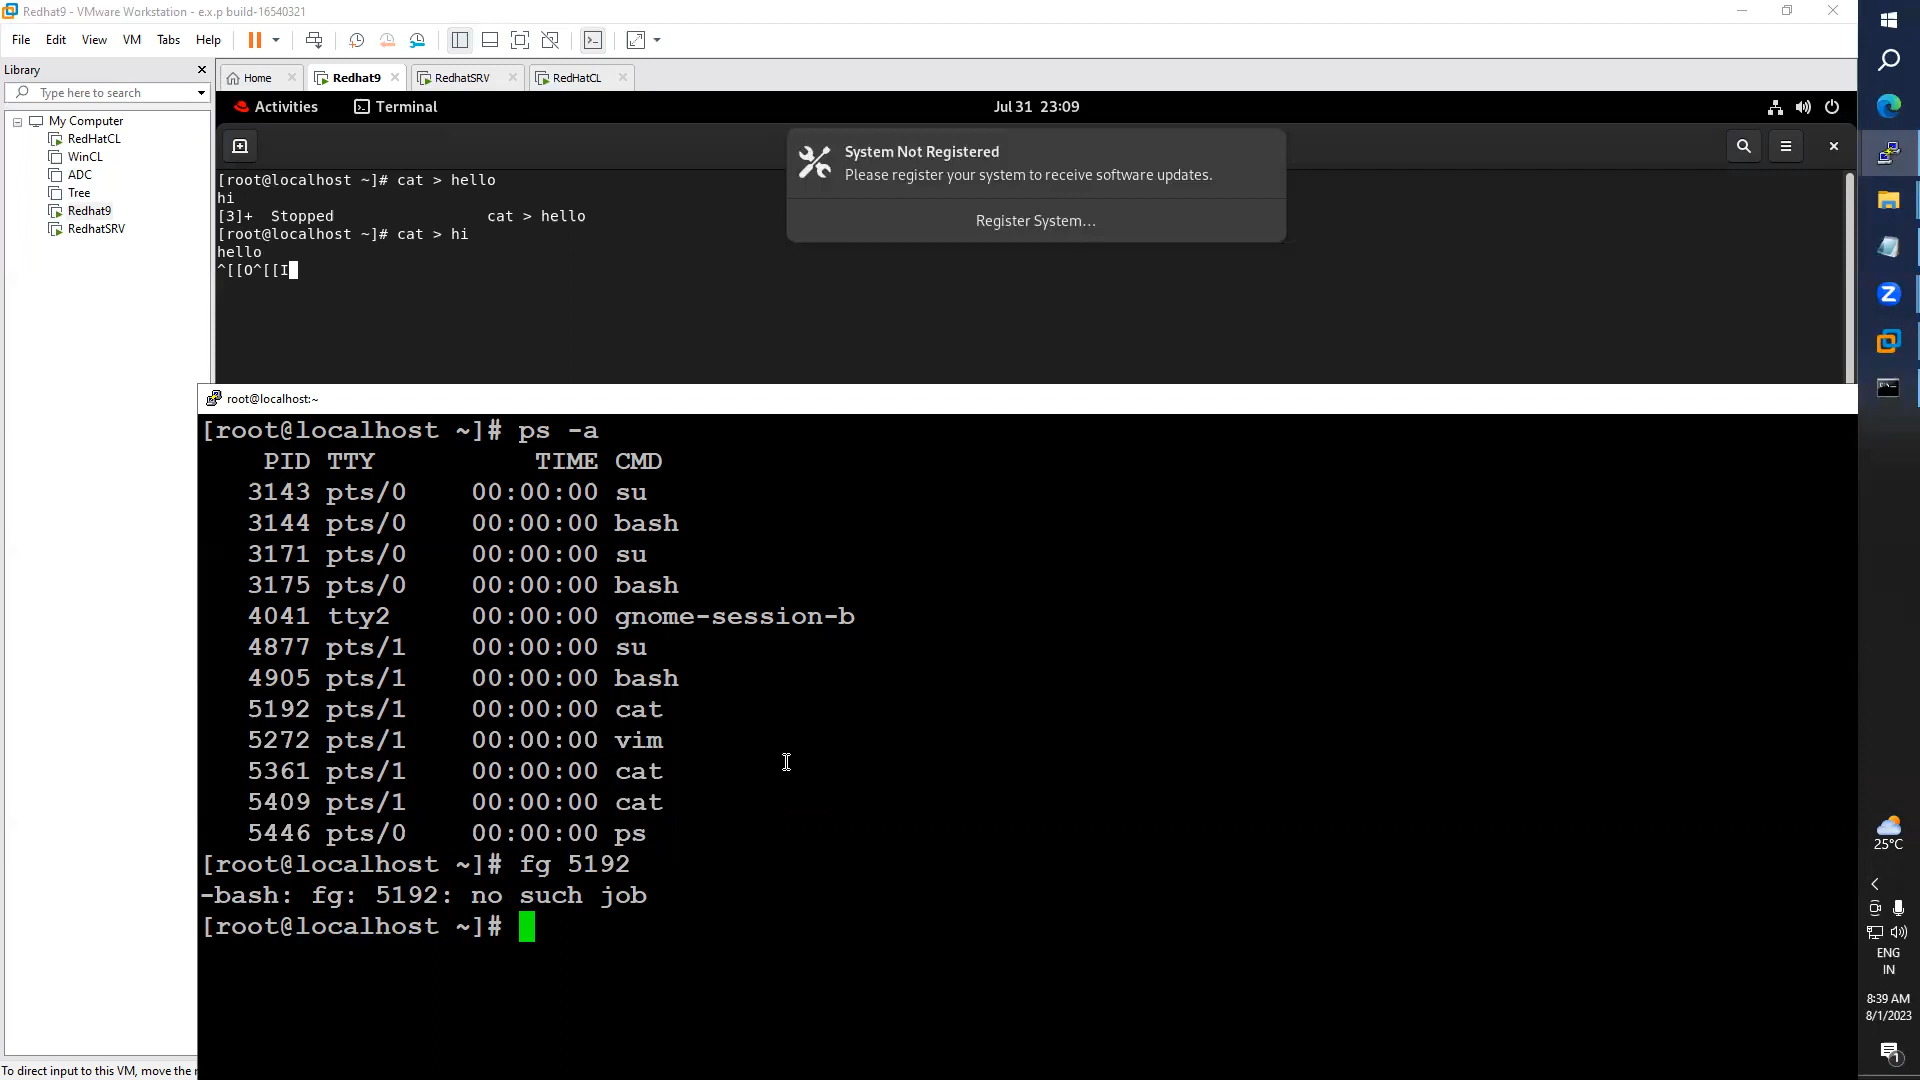 Redhat9 - VMware Workstation - e.x.p build-16540321
File Edit View VM Tabs Help
Library
Type here to search
My Computer
RedHatCL
WinCL
ADC
Tree
Redhat9
RedhatSRV
Home Redhat9 RedhatSRV RedHatCL
Activities Terminal Jul 31 23:09
System Not Registered
Please register your system to receive software updates.
Register System...
[root@localhost ~]# cat > hello
hi
[3]+  Stopped                 cat > hello
[root@localhost ~]# cat > hi
hello
^[[O^[[I
root@localhost:~
[root@localhost ~]# ps -a
    PID TTY          TIME CMD
   3143 pts/0    00:00:00 su
   3144 pts/0    00:00:00 bash
   3171 pts/0    00:00:00 su
   3175 pts/0    00:00:00 bash
   4041 tty2     00:00:00 gnome-session-b
   4877 pts/1    00:00:00 su
   4905 pts/1    00:00:00 bash
   5192 pts/1    00:00:00 cat
   5272 pts/1    00:00:00 vim
   5361 pts/1    00:00:00 cat
   5409 pts/1    00:00:00 cat
   5446 pts/0    00:00:00 ps
[root@localhost ~]# fg 5192
-bash: fg: 5192: no such job
[root@localhost ~]#
To direct input to this VM, move the
25°C
ENG
IN
8:39 AM
8/1/2023
1